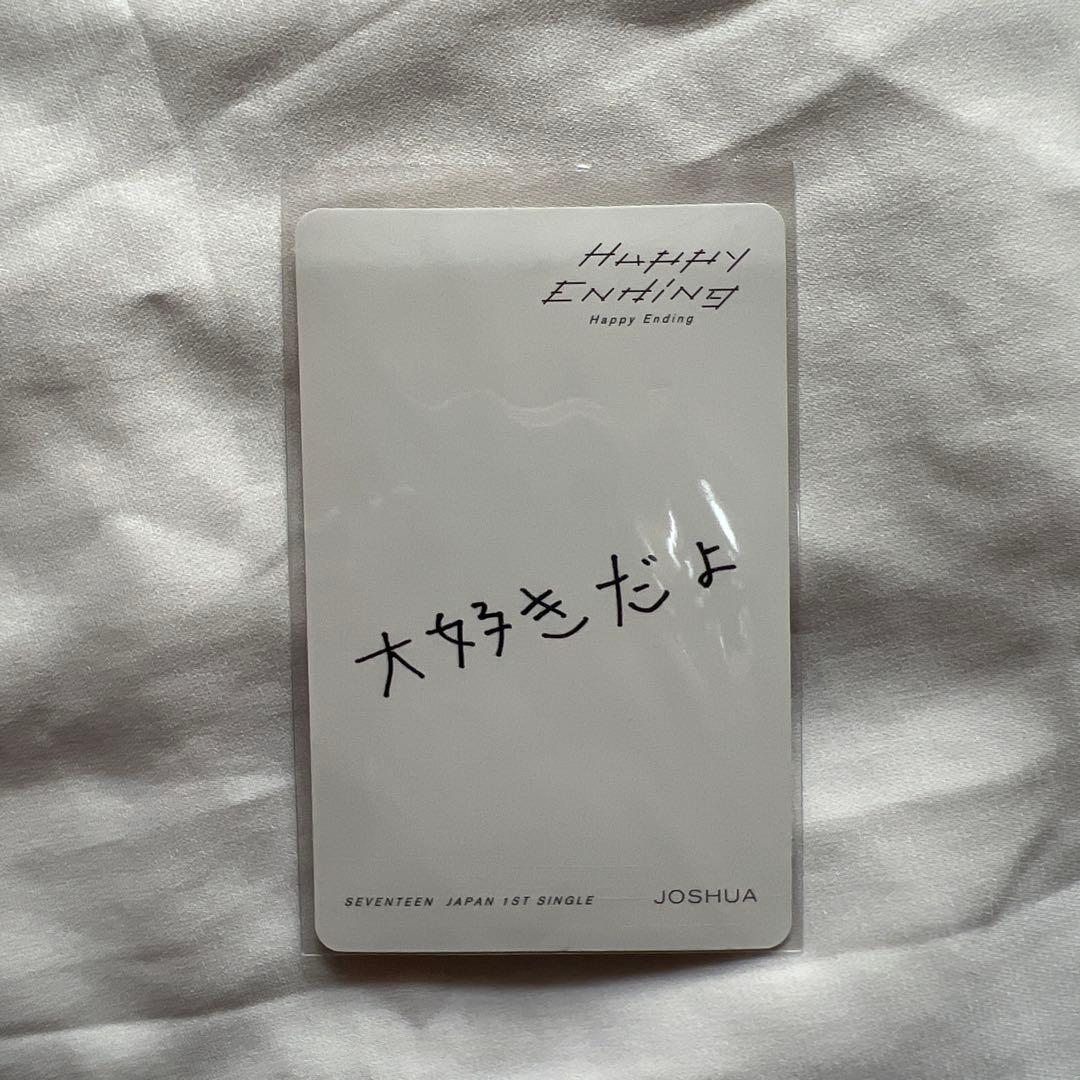 Happy
Ending
Happy Ending
大好きだよ
SEVENTEEN JAPAN 1ST SINGLE
JOSHUA